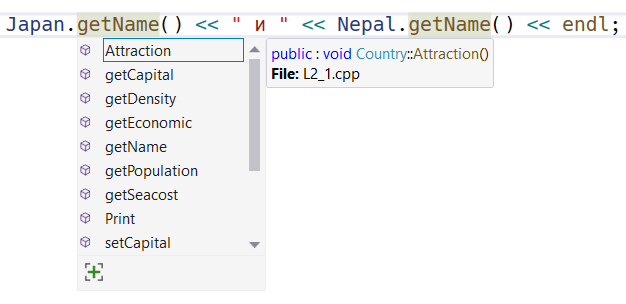 Japan.getName() << " и " << Nepal.getName() << endl;
Attraction
getCapital
getDensity
getEconomic
getName
getPopulation
getSeacost
Print
setCapital
public : void Country::Attraction()
File: L2_1.cpp